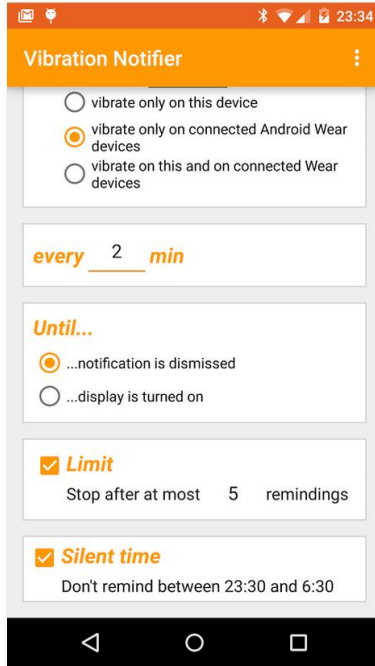 23:34
Vibration Notifier
vibrate only on this device
vibrate only on connected Android Wear
devices
vibrate on this and on connected Wear
devices
every 2 min
Until...
...notification is dismissed
...display is turned on
Limit
Stop after at most 5 remindings
Silent time
Don't remind between 23:30 and 6:30